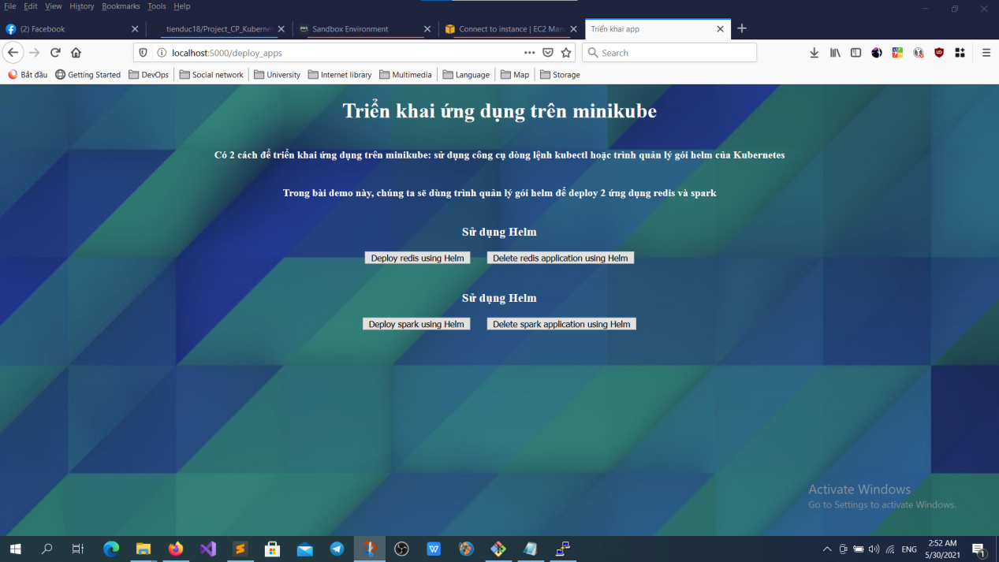 File Edit View History Bookmarks Tools Help
(2) Facebook
tienduc18/Project_CP_Kubernet
Sandbox Environment
Connect to instance | EC2 Mana
Triển khai app
localhost:5000/deploy_apps
Search
Bắt đầu Getting Started DevOps Social network University Internet library Multimedia Language Map Storage
Triển khai ứng dụng trên minikube
Có 2 cách để triển khai ứng dụng trên minikube: sử dụng công cụ dòng lệnh kubectl hoặc trình quản lý gói helm của Kubernetes
Trong bài demo này, chúng ta sẽ dùng trình quản lý gói helm để deploy 2 ứng dụng redis và spark
Sử dụng Helm
Deploy redis using Helm Delete redis application using Helm
Sử dụng Helm
Deploy spark using Helm Delete spark application using Helm
Activate Windows
Go to Settings to activate Windows.
ENG
2:52 AM
5/30/2021
1